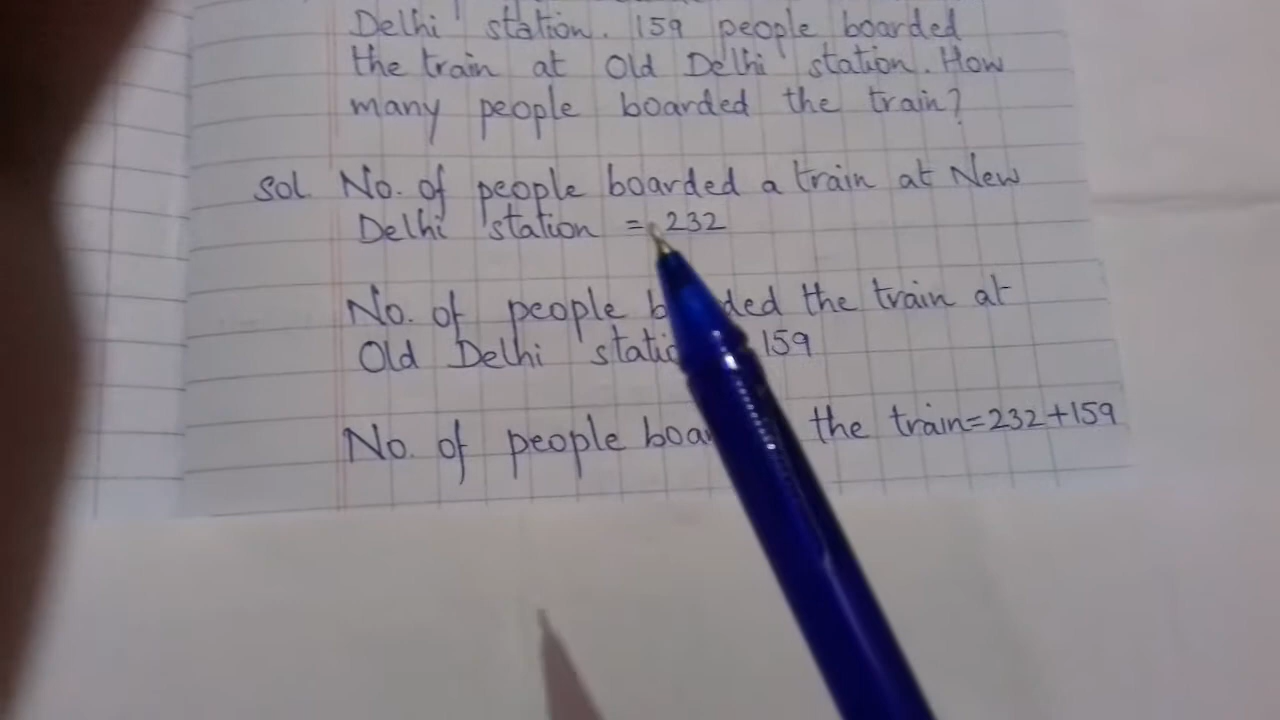 Delhi station. 159 people boarded
the train at Old Delhi station. How
many people boarded the train?
Sol. No. of people boarded a train at New
Delhi station = 232
No. of people the train at
Old Delhi 159
No. of people the train=232+159